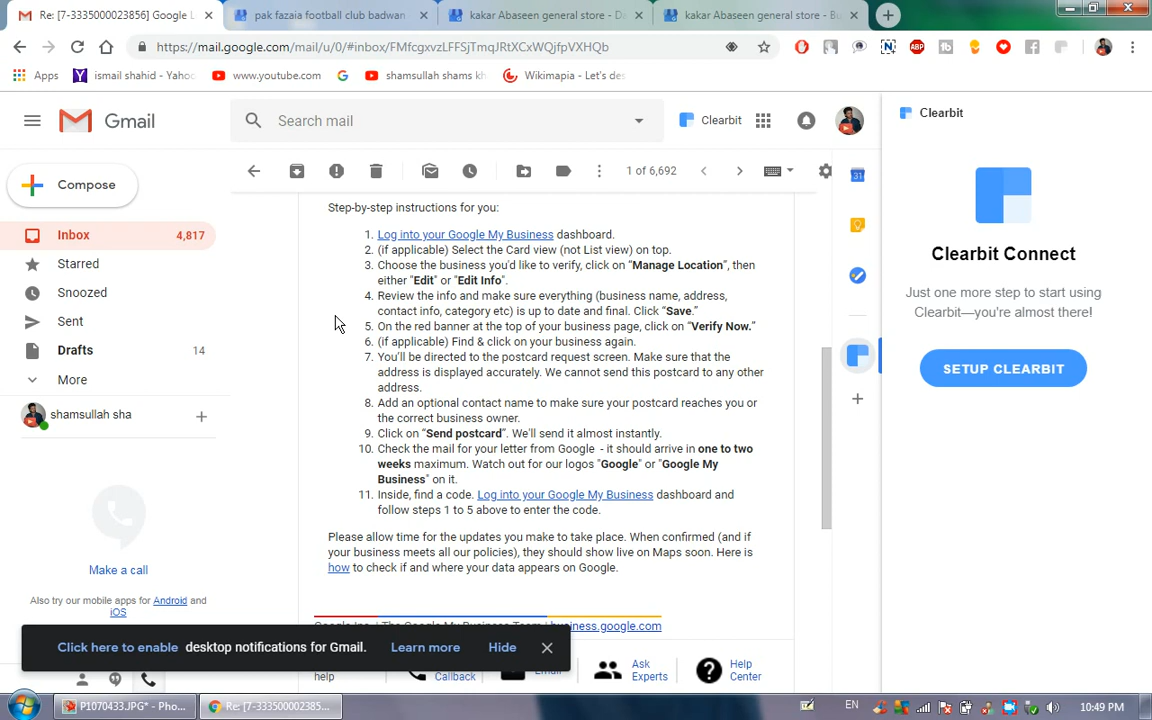 Re: [7-3335000023856] Google L
pak fazaia football club badwan
kakar Abaseen general store - Da
kakar Abaseen general store - Bu
https://mail.google.com/mail/u/0/#inbox/FMfcgxvzLFFSjTmqJRtXCxWQjfpVXHQb
Apps
ismail shahid - Yaho
www.youtube.com
shamsullah shams kh
Wikimapia - Let's des
Gmail
Search mail
Clearbit
Clearbit
Compose
1 of 6,692
Inbox 4,817
Starred
Snoozed
Sent
Drafts 14
More
shamsullah sha
Make a call
Also try our mobile apps for Android and
iOS
Step-by-step instructions for you:
1. Log into your Google My Business dashboard.
2. (if applicable) Select the Card view (not List view) on top.
3. Choose the business you'd like to verify, click on "Manage Location", then
either "Edit" or "Edit Info".
4. Review the info and make sure everything (business name, address,
contact info, category etc) is up to date and final. Click "Save."
5. On the red banner at the top of your business page, click on "Verify Now."
6. (if applicable) Find & click on your business again.
7. You'll be directed to the postcard request screen. Make sure that the
address is displayed accurately. We cannot send this postcard to any other
address.
8. Add an optional contact name to make sure your postcard reaches you or
the correct business owner.
9. Click on "Send postcard". We'll send it almost instantly.
10. Check the mail for your letter from Google - it should arrive in one to two
weeks maximum. Watch out for our logos "Google" or "Google My
Business" on it.
11. Inside, find a code. Log into your Google My Business dashboard and
follow steps 1 to 5 above to enter the code.
Please allow time for the updates you make to take place. When confirmed (and if
your business meets all our policies), they should show live on Maps soon. Here is
how to check if and where your data appears on Google.
Google Inc. | The Google My Business Team | business.google.com
help
Callback
Email
Ask
Experts
Help
Center
Click here to enable desktop notifications for Gmail. Learn more Hide
31
Clearbit Connect
Just one more step to start using
Clearbit—you're almost there!
SETUP CLEARBIT
P1070433.JPG* - Pho...
Re: [7-333500002385...
EN
10:49 PM